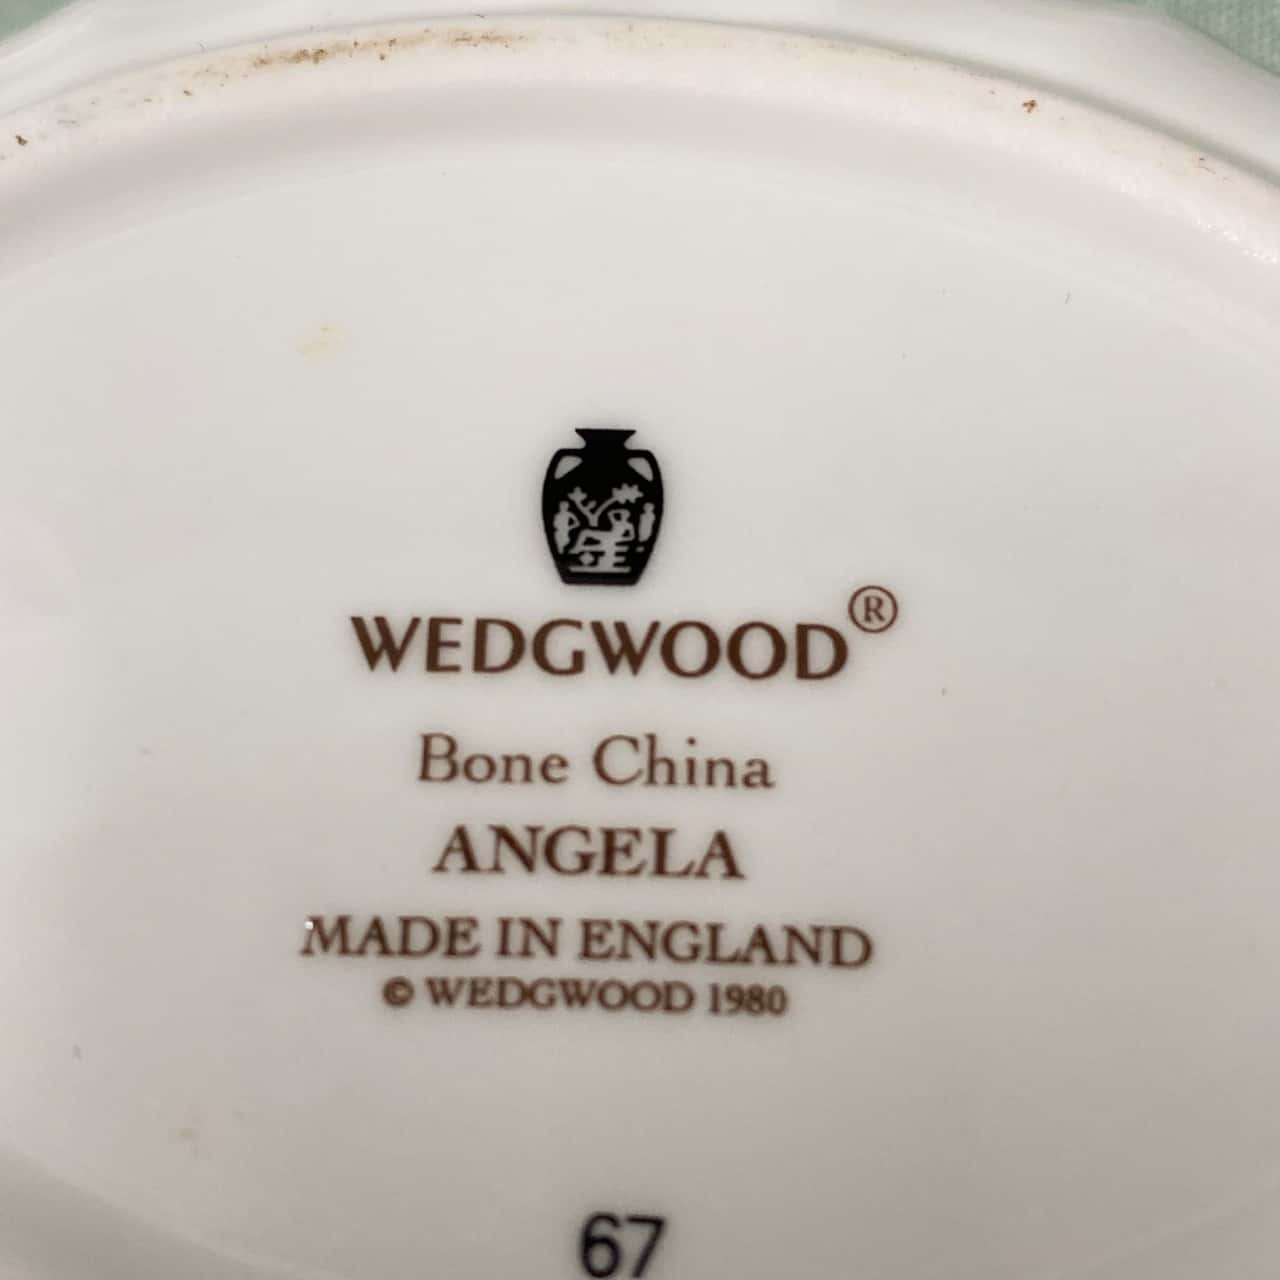 WEDGWOOD®
Bone China
ANGELA
MADE IN ENGLAND
© WEDGWOOD 1980
67